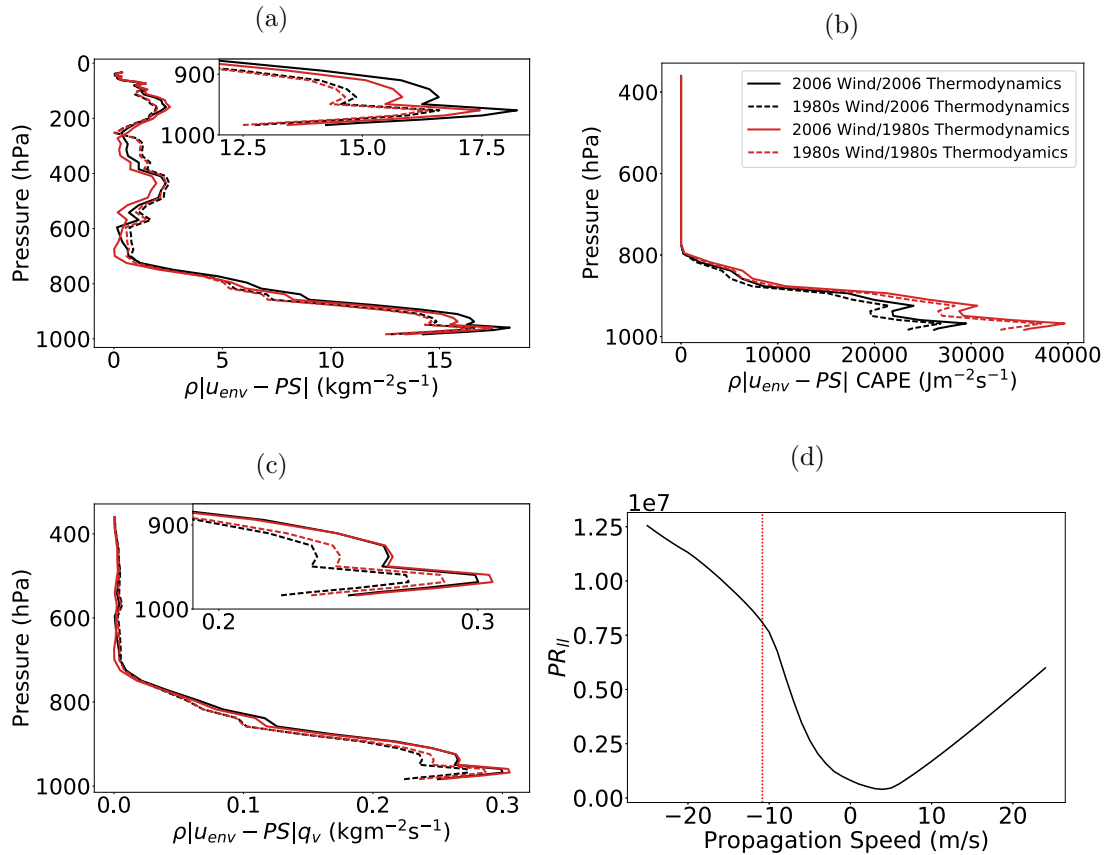 (a)
0
200
400
600
800
1000
Pressure (hPa)
900
1000
12.5 15.0 17.5
0 5 10 15
ρ|u_env − PS| (kgm⁻²s⁻¹)
(b)
400
600
800
1000
Pressure (hPa)
2006 Wind/2006 Thermodynamics
1980s Wind/2006 Thermodynamics
2006 Wind/1980s Thermodynamics
1980s Wind/1980s Thermodyamics
0 10000 20000 30000 40000
ρ|u_env − PS| CAPE (Jm⁻²s⁻¹)
(c)
400
600
800
1000
Pressure (hPa)
900
1000
0.2 0.3
0.0 0.1 0.2 0.3
ρ|u_env − PS|q_v (kgm⁻²s⁻¹)
(d)
1e7
1.25
1.00
0.75
0.50
0.25
0.00
PR_ll
−20 −10 0 10 20
Propagation Speed (m/s)